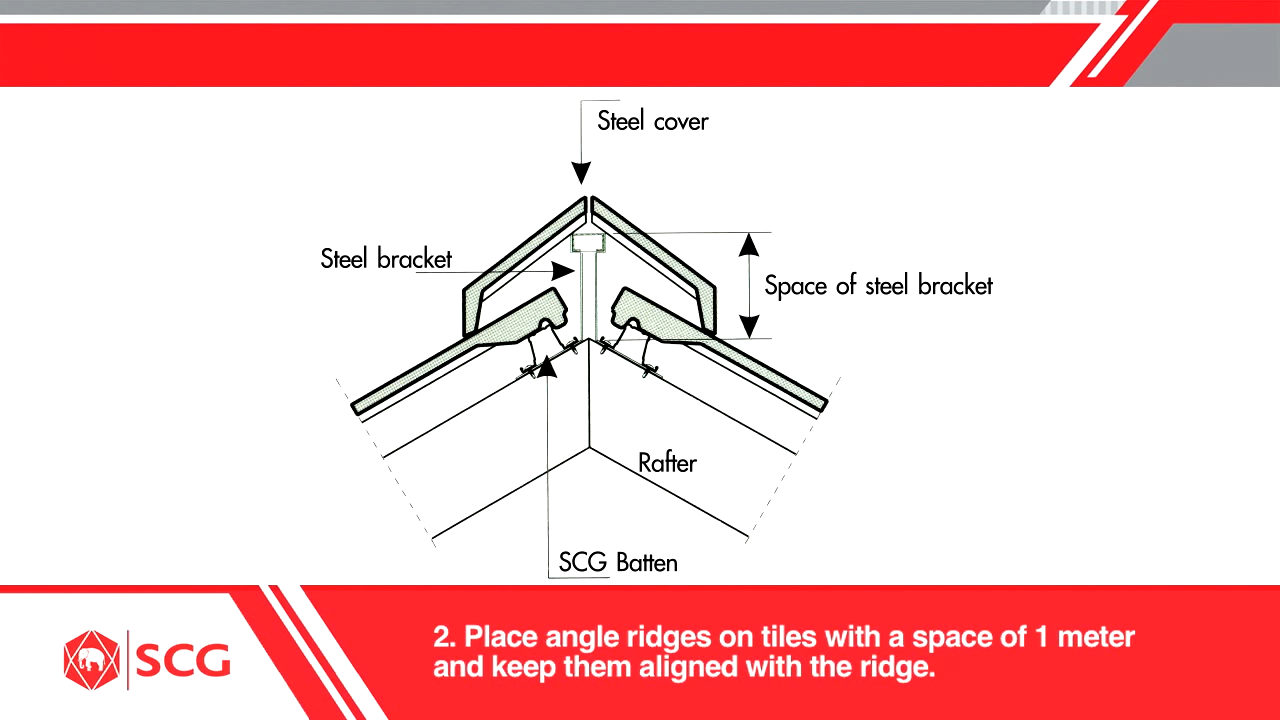 Steel cover
Steel bracket
Space of steel bracket
Rafter
SCG Batten
SCG
2. Place angle ridges on tiles with a space of 1 meter
and keep them aligned with the ridge.